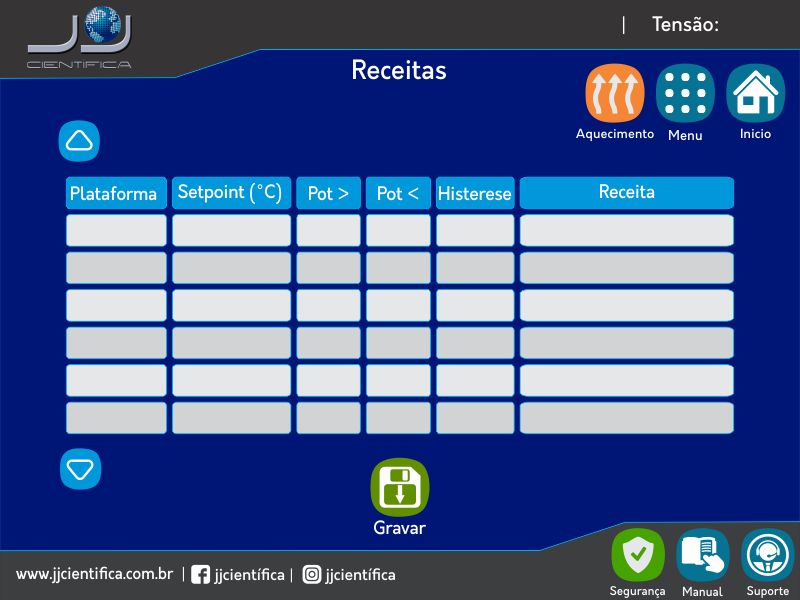 | Tensão:
JJ
CIENTIFICA
Receitas
Aquecimento Menu Inicio
Plataforma Setpoint (°C) Pot > Pot < Histerese Receita
Gravar
www.jjcientífica.com.br | jjcientífica | jjcientífica
Segurança Manual Suporte